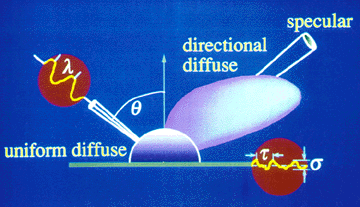 specular
directional
diffuse
λ
θ
uniform diffuse
τ
σ